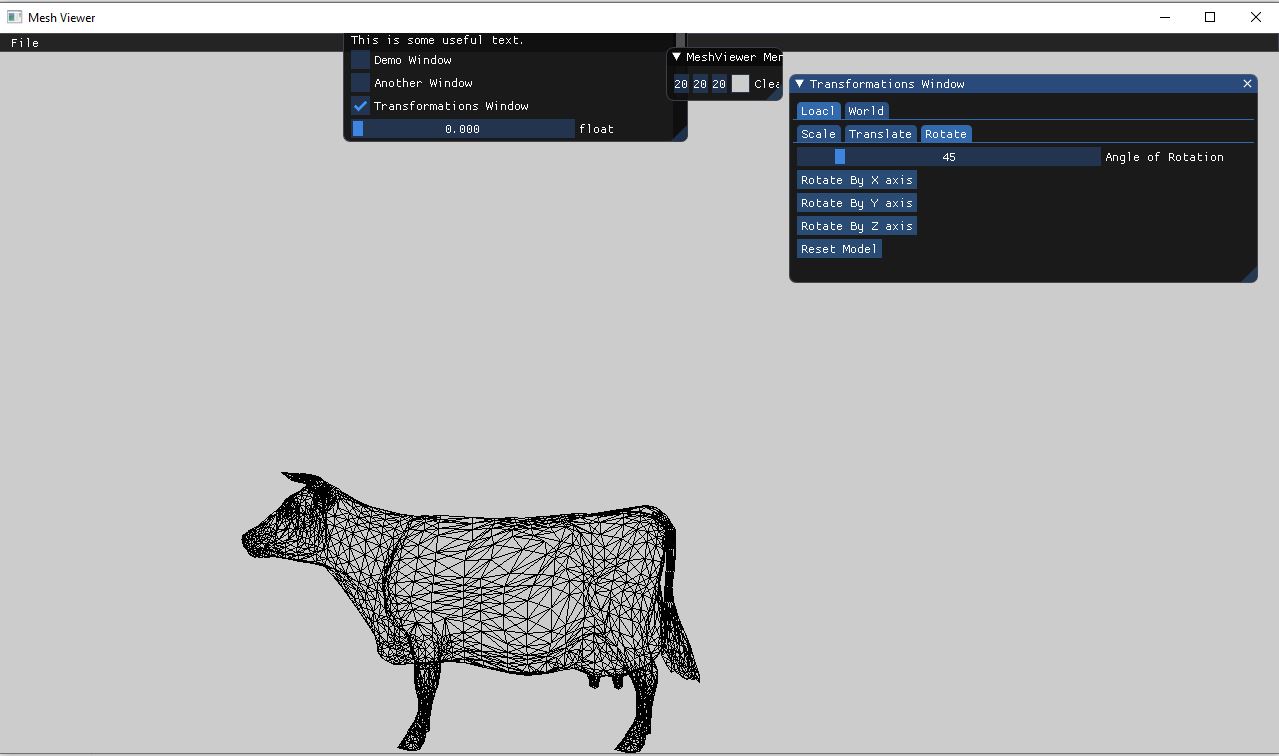 Mesh Viewer
File
This is some useful text.
Demo Window
Another Window
Transformations Window
0.000 float
MeshViewer Mer
20 20 20 Clea
Transformations Window
Loacl World
Scale Translate Rotate
45 Angle of Rotation
Rotate By X axis
Rotate By Y axis
Rotate By Z axis
Reset Model